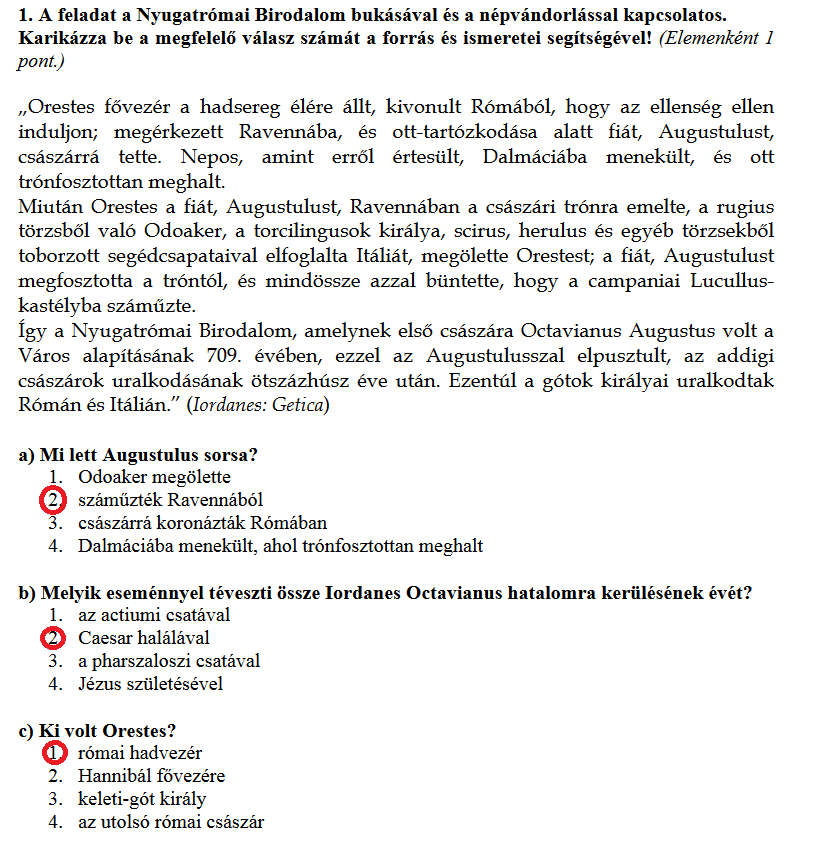 1. A feladat a Nyugatrómai Birodalom bukásával és a népvándorlással kapcsolatos.
Karikázza be a megfelelő válasz számát a forrás és ismeretei segítségével! (Elemenként 1
pont.)
„Orestes fővezér a hadsereg élére állt, kivonult Rómából, hogy az ellenség ellen
induljon; megérkezett Ravennába, és ott-tartózkodása alatt fiát, Augustulust,
császárrá tette. Nepos, amint erről értesült, Dalmáciába menekült, és ott
trónfosztottan meghalt.
Miután Orestes a fiát, Augustulust, Ravennában a császári trónra emelte, a rugius
törzsből való Odoaker, a torcilingusok királya, scirus, herulus és egyéb törzsekből
toborzott segédcsapataival elfoglalta Itáliát, megölette Orestest; a fiát, Augustulust
megfosztotta a tróntól, és mindössze azzal büntette, hogy a campaniai Lucullus-
kastélyba száműzte.
Így a Nyugatrómai Birodalom, amelynek első császára Octavianus Augustus volt a
Város alapításának 709. évében, ezzel az Augustulusszal elpusztult, az addigi
császárok uralkodásának ötszázhúsz éve után. Ezentúl a gótok királyai uralkodtak
Rómán és Itálián.” (Iordanes: Getica)
a) Mi lett Augustulus sorsa?
1. Odoaker megölette
2. száműzték Ravennából
3. császárrá koronázták Rómában
4. Dalmáciába menekült, ahol trónfosztottan meghalt
b) Melyik eseménnyel téveszti össze Iordanes Octavianus hatalomra kerülésének évét?
1. az actiumi csatával
2. Caesar halálával
3. a pharszaloszi csatával
4. Jézus születésével
c) Ki volt Orestes?
1. római hadvezér
2. Hannibál fővezére
3. keleti-gót király
4. az utolsó római császár